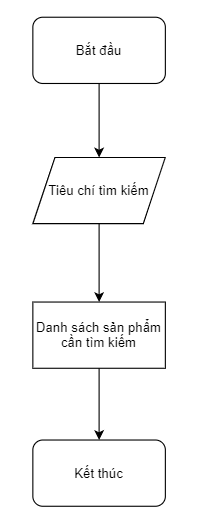 Bắt đầu
Tiêu chí tìm kiếm
Danh sách sản phẩm
cần tìm kiếm
Kết thúc